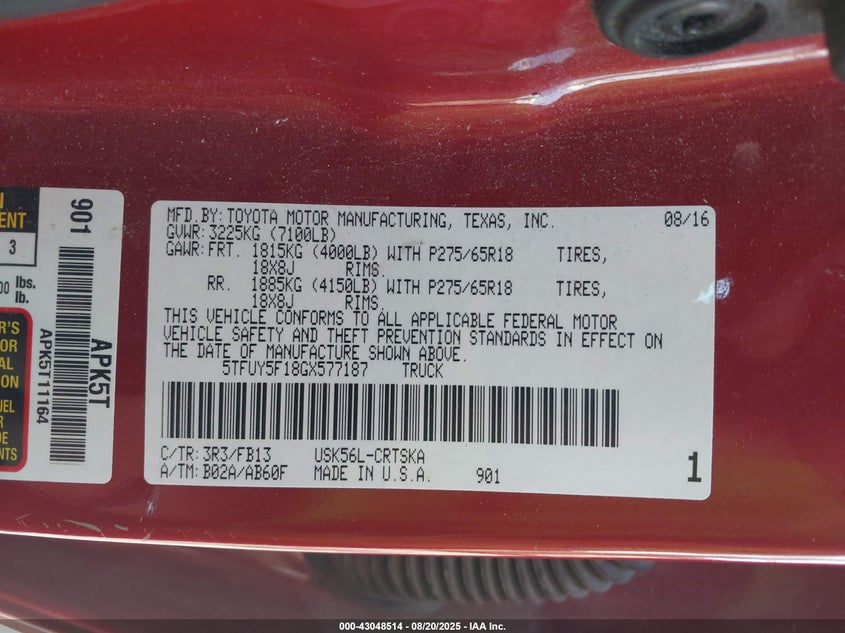 MFD.BY: TOYOTA MOTOR MANUFACTURING, TEXAS, INC. 08/16
GVWR: 3225KG (7100LB)
GAWR: FRT. 1815KG (4000LB) WITH P275/65R18 TIRES,
18X8J RIMS.
RR. 1885KG (4150LB) WITH P275/65R18 TIRES,
18X8J RIMS.
THIS VEHICLE CONFORMS TO ALL APPLICABLE FEDERAL MOTOR
VEHICLE SAFETY AND THEFT PREVENTION STANDARDS IN EFFECT ON
THE DATE OF MANUFACTURE SHOWN ABOVE.
5TFUY5F18GX577187 TRUCK
C/TR: 3R3/FB13 USK56L-CRTSKA
A/TM: B02A/AB60F MADE IN U.S.A. 901 1
901
APK5T
APK5T11164
3
lbs.
lb.
000-43048514 - 08/20/2025 - IAA Inc.